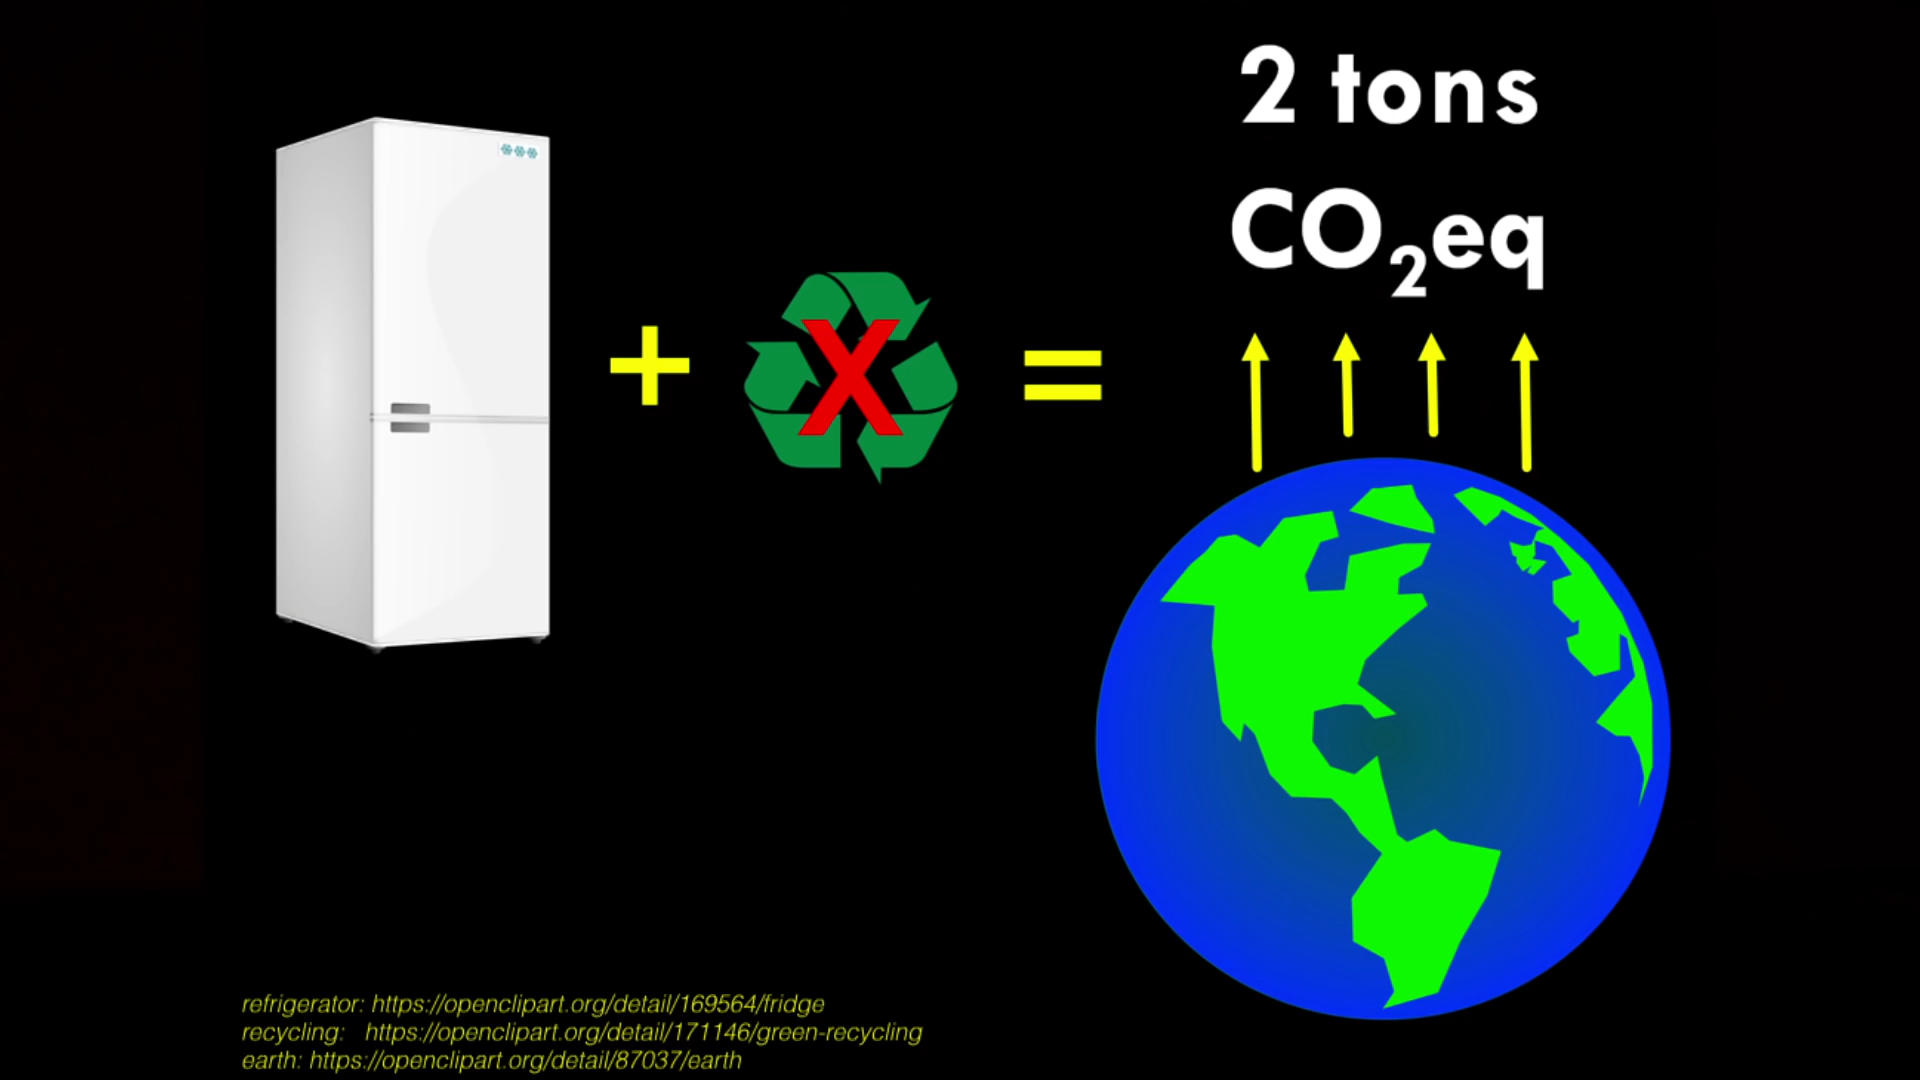 2 tons
CO₂eq
+ X =
refrigerator: https://openclipart.org/detail/169564/fridge
recycling: https://openclipart.org/detail/171146/green-recycling
earth: https://openclipart.org/detail/87037/earth